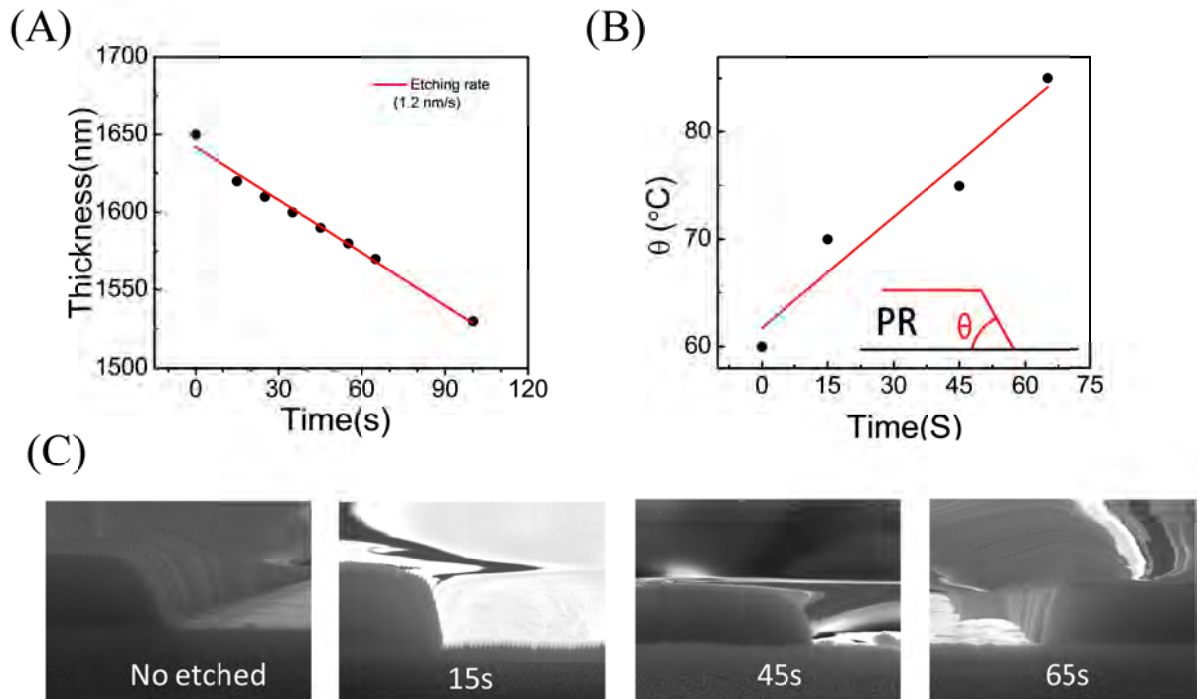 (A)
1700
1650
1600
1550
1500
Thickness(nm)
0 30 60 90 120
Time(s)
Etching rate
(1.2 nm/s)
(B)
80
70
60
θ (°C)
0 15 30 45 60 75
Time(S)
PR θ
(C)
No etched
15s
45s
65s